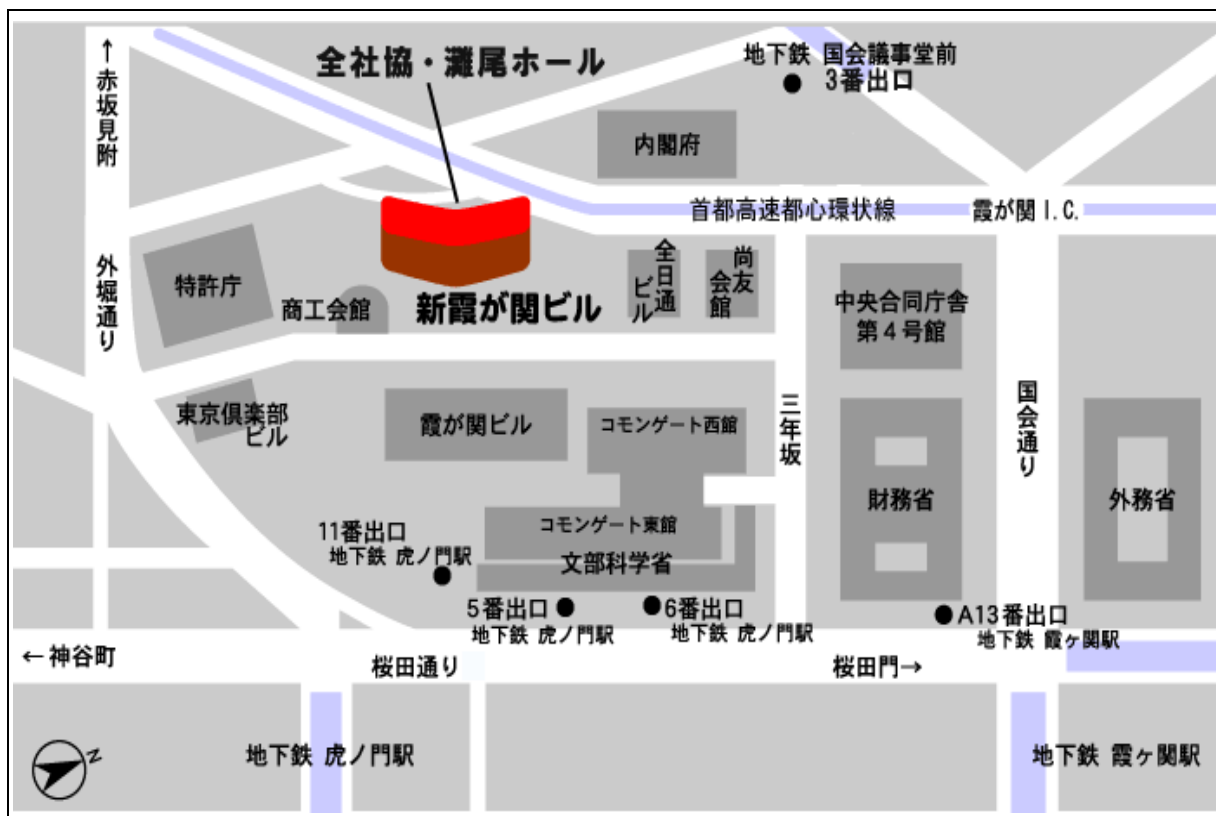 全社協・灘尾ホール
地下鉄 国会議事堂前
3番出口
↑赤坂見附
内閣府
首都高速都心環状線
霞が関 I.C.
外堀通り
特許庁
商工会館
新霞が関ビル
全日通
ビル
尚友
会館
中央合同庁舎
第４号館
東京倶楽部
ビル
霞が関ビル
コモンゲート西館
三年坂
国会通り
財務省
外務省
コモンゲート東館
文部科学省
11番出口
地下鉄 虎ノ門駅
5番出口
地下鉄 虎ノ門駅
6番出口
地下鉄 虎ノ門駅
A13番出口
地下鉄 霞ヶ関駅
←神谷町
桜田通り
桜田門→
地下鉄 虎ノ門駅
地下鉄 霞ヶ関駅
N